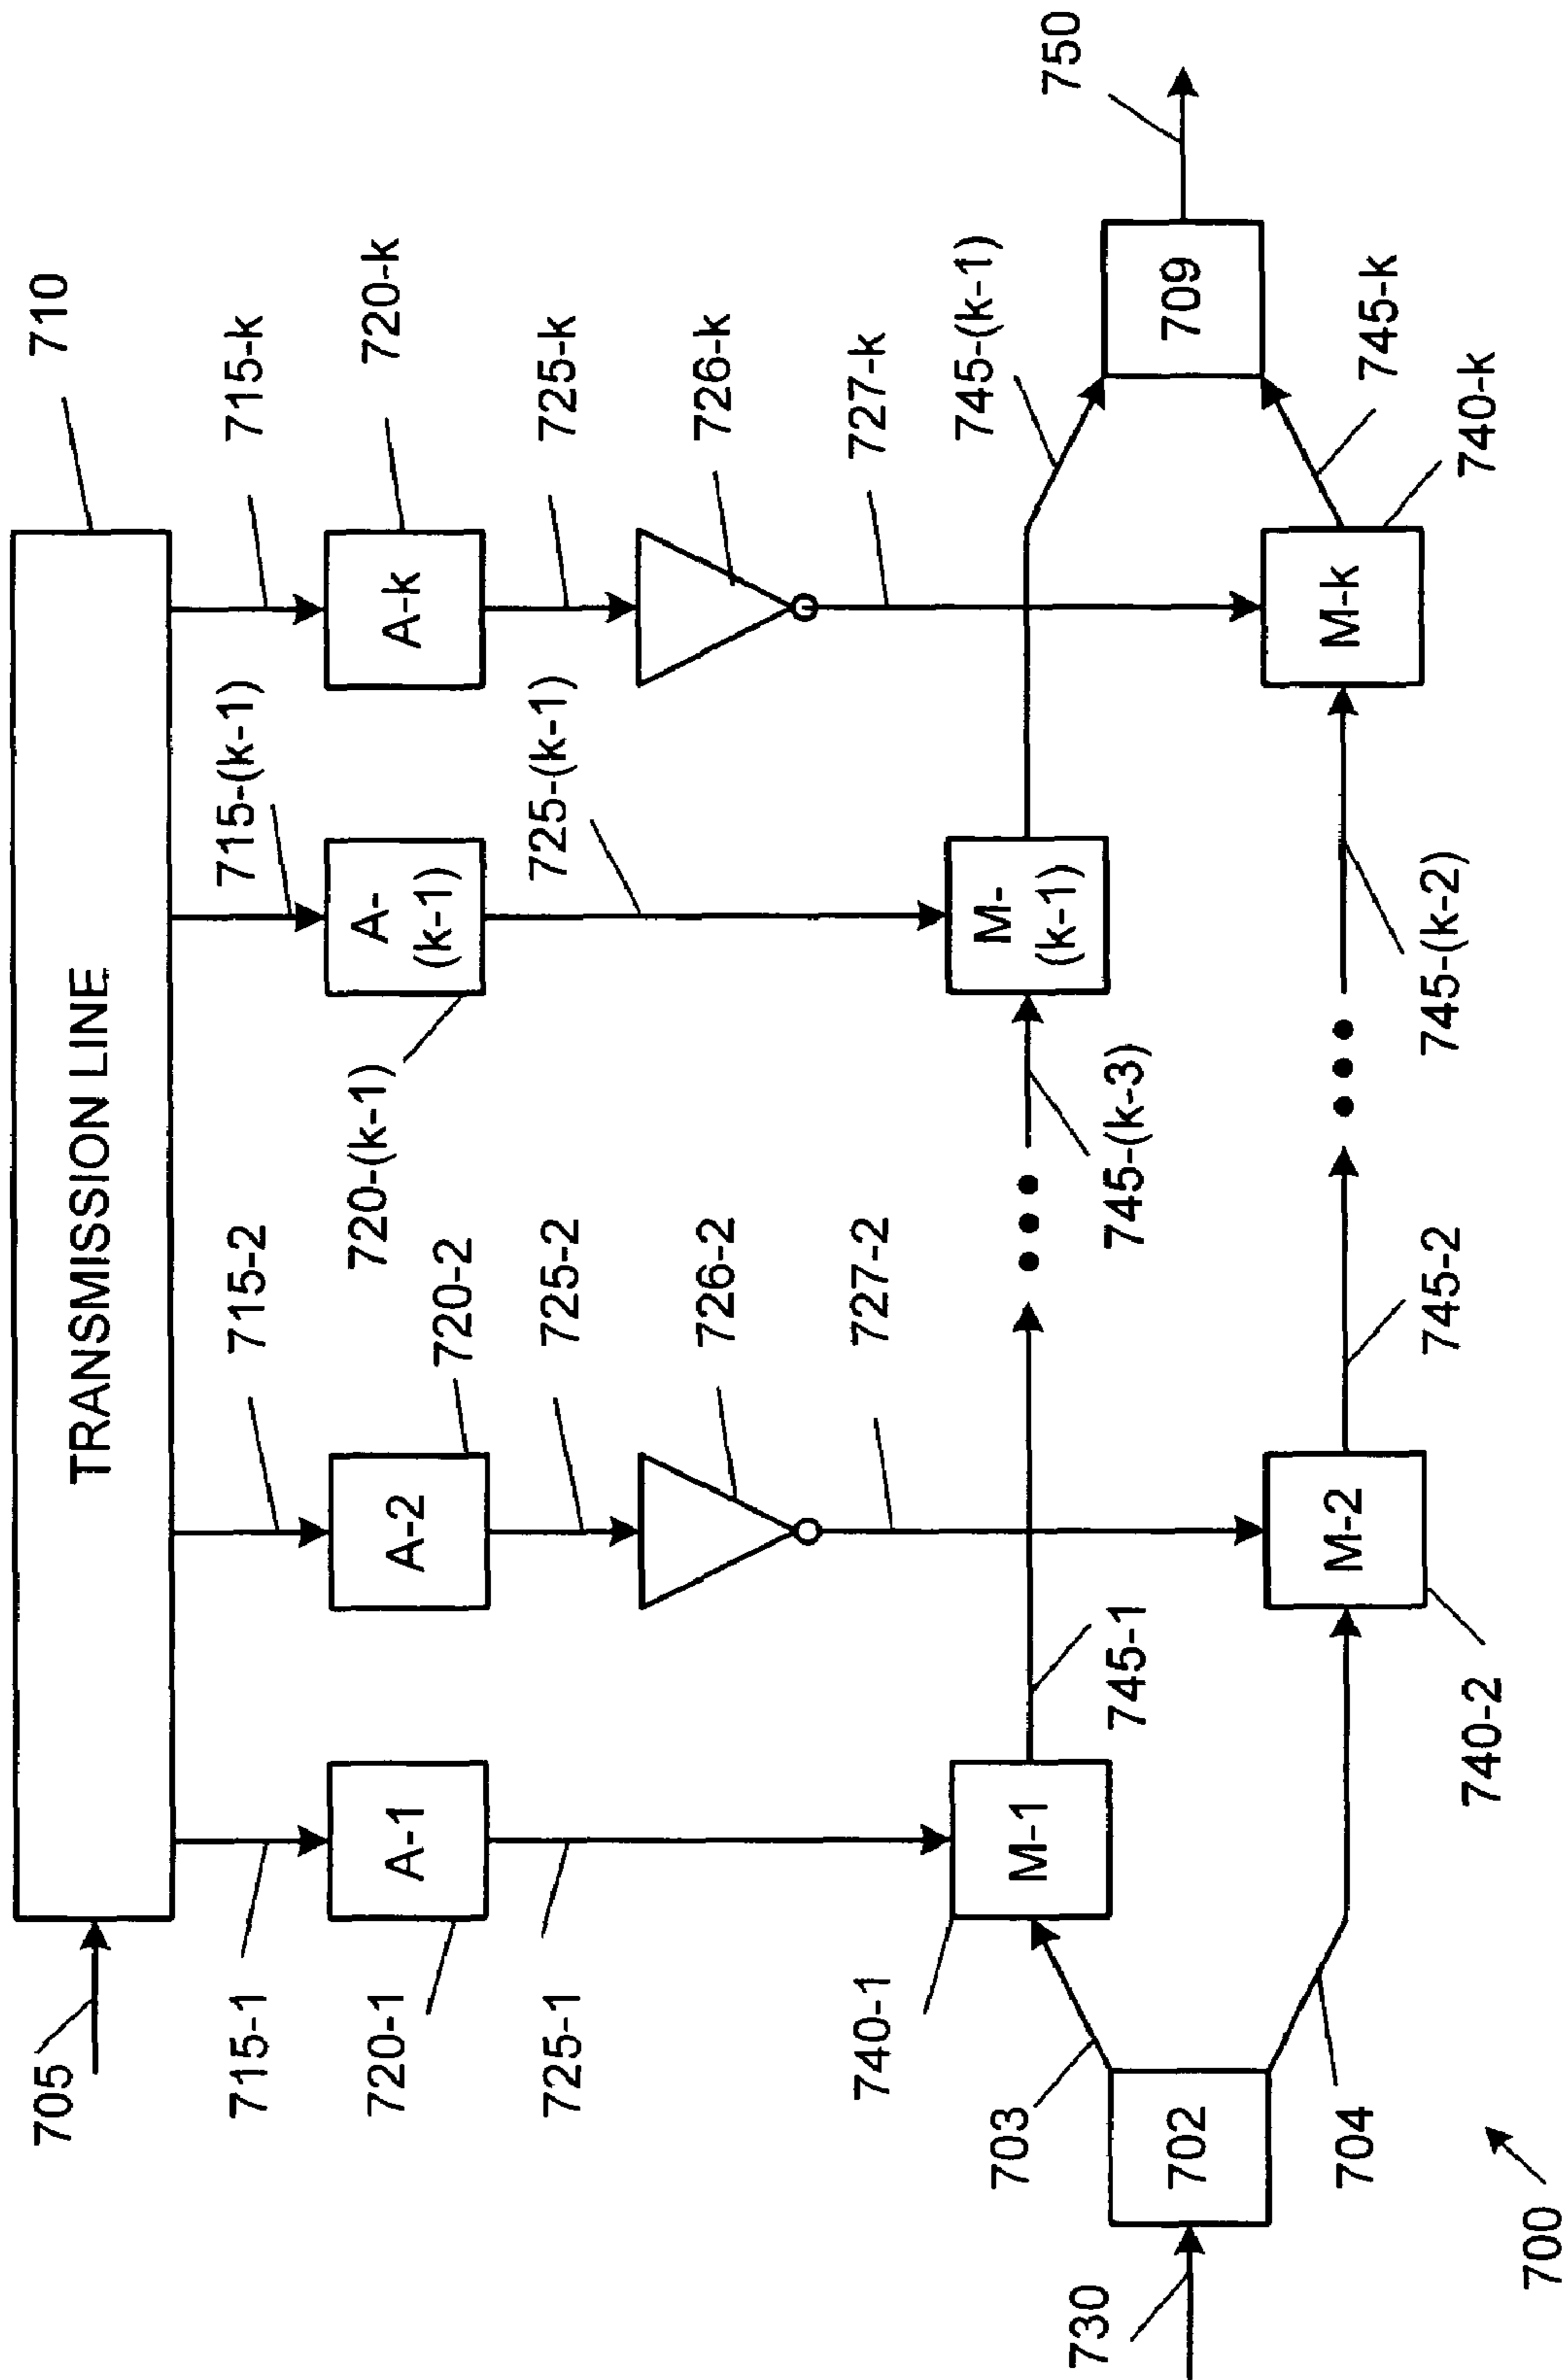 705
TRANSMISSION LINE
710
715-1
715-2
715-(k-1)
715-k
720-1
A-1
A-2
720-2
720-(k-1)
A-
(k-1)
A-k
720-k
725-1
725-2
725-(k-1)
725-k
726-2
726-k
727-2
727-k
740-1
M-1
745-1
745-(k-3)
M-
(k-1)
745-(k-1)
730
702
703
704
709
750
740-2
M-2
745-2
745-(k-2)
M-k
745-k
740-k
700